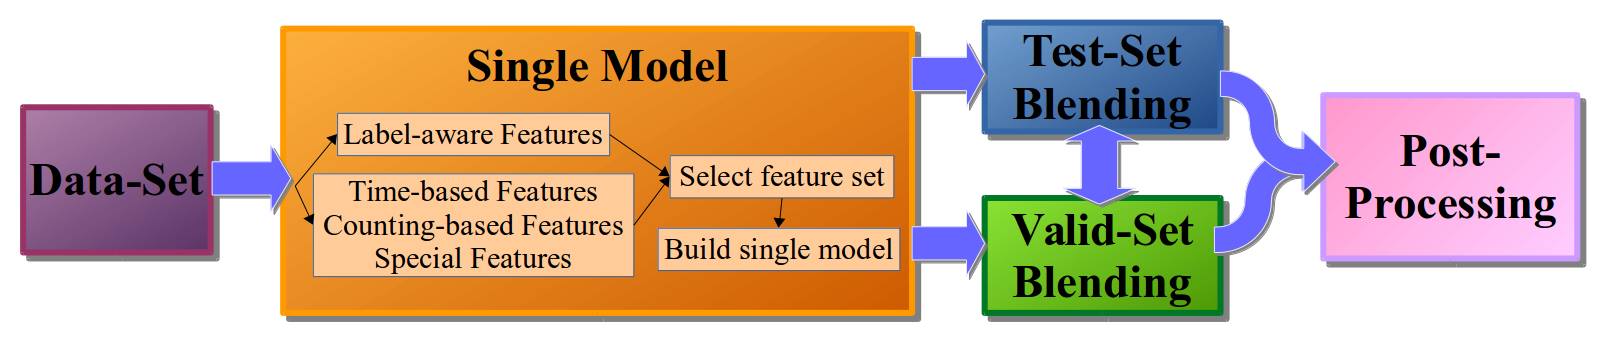 Data-Set
Single Model
Label-aware Features
Time-based Features
Counting-based Features
Special Features
Select feature set
Build single model
Test-Set
Blending
Valid-Set
Blending
Post-
Processing